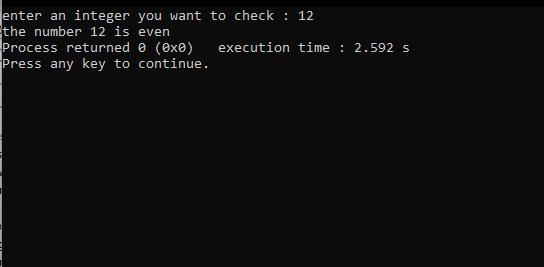 enter an integer you want to check : 12
the number 12 is even
Process returned 0 (0x0)   execution time : 2.592 s
Press any key to continue.